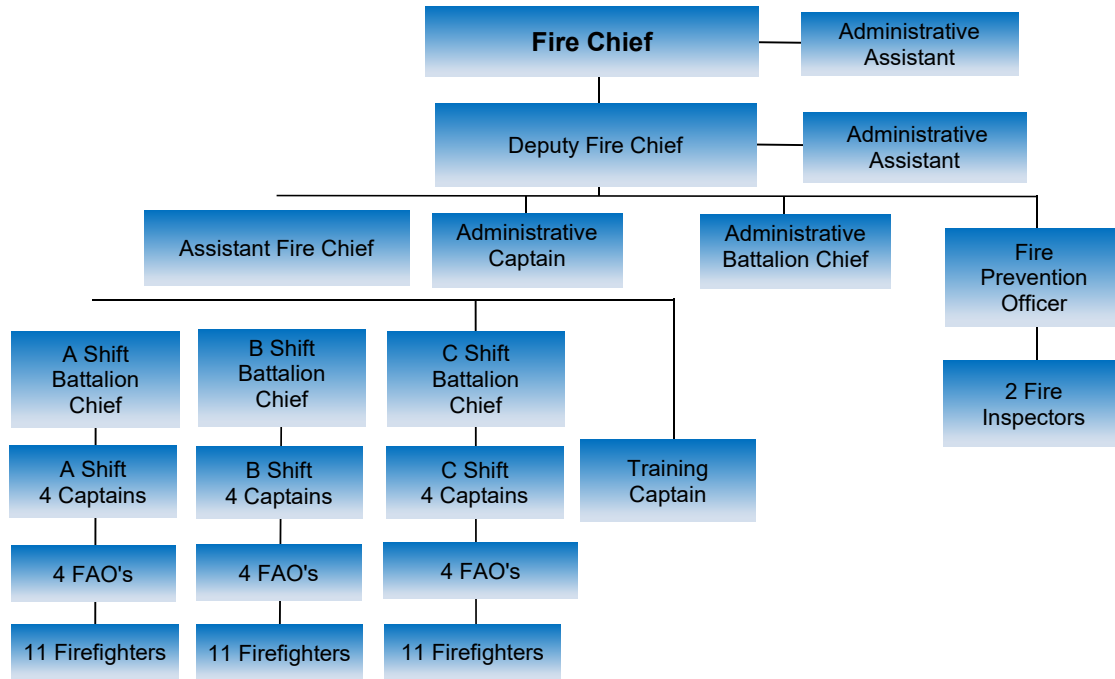 Fire Chief
Administrative
Assistant
Deputy Fire Chief
Administrative
Assistant
Assistant Fire Chief
Administrative
Captain
Administrative
Battalion Chief
Fire
Prevention
Officer
A Shift
Battalion
Chief
B Shift
Battalion
Chief
C Shift
Battalion
Chief
2 Fire
Inspectors
A Shift
4 Captains
B Shift
4 Captains
C Shift
4 Captains
Training
Captain
4 FAO's
4 FAO's
4 FAO's
11 Firefighters
11 Firefighters
11 Firefighters